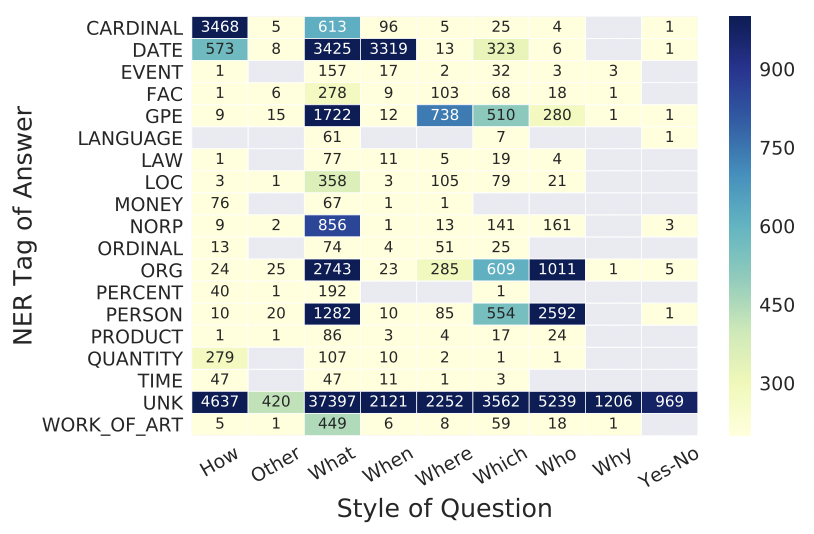 CARDINAL 3468 5 613 96 5 25 4 1
DATE 573 8 3425 3319 13 323 6 1
EVENT 1 157 17 2 32 3 3
FAC 1 6 278 9 103 68 18 1
GPE 9 15 1722 12 738 510 280 1 1
LANGUAGE 61 7 1
LAW 1 77 11 5 19 4
LOC 3 1 358 3 105 79 21
MONEY 76 67 1 1
NORP 9 2 856 1 13 141 161 3
ORDINAL 13 74 4 51 25
ORG 24 25 2743 23 285 609 1011 1 5
PERCENT 40 1 192 1
PERSON 10 20 1282 10 85 554 2592 1
PRODUCT 1 1 86 3 4 17 24
QUANTITY 279 107 10 2 1 1
TIME 47 47 11 1 3
UNK 4637 420 37397 2121 2252 3562 5239 1206 969
WORK_OF_ART 5 1 449 6 8 59 18 1
How Other What When Where Which Who Why Yes-No
Style of Question
NER Tag of Answer
900
750
600
450
300